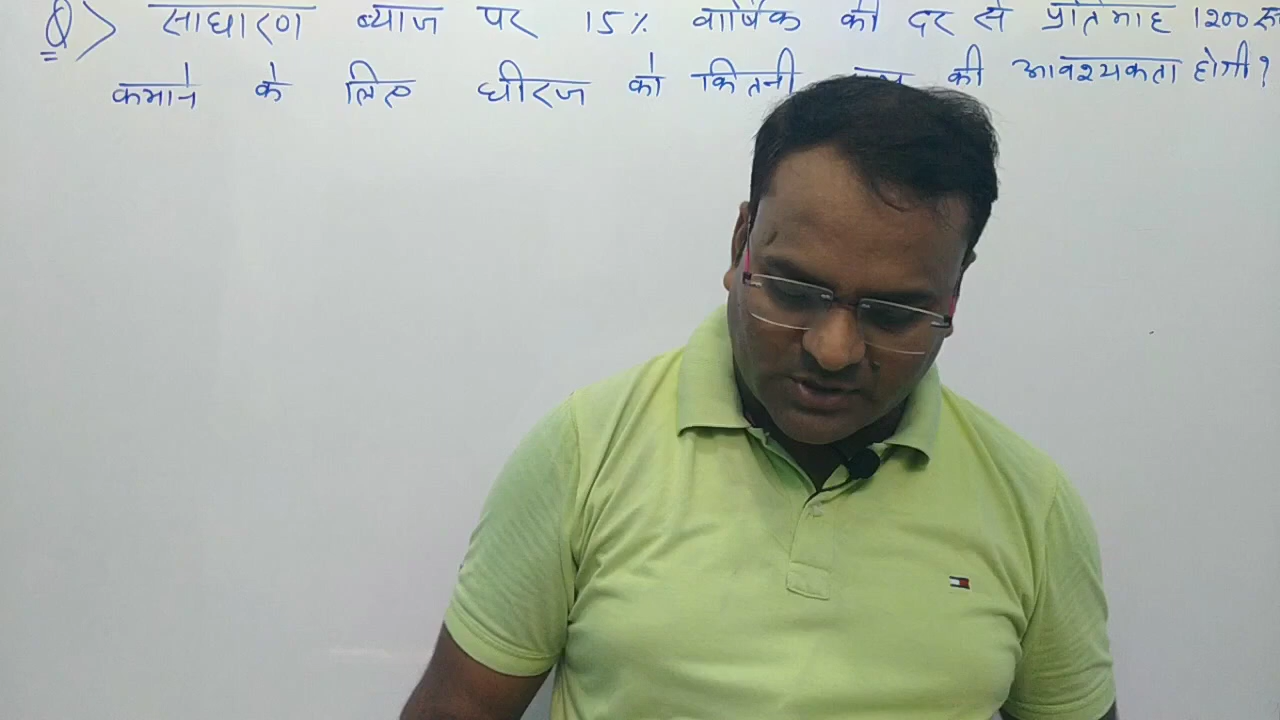 Q> साधारण ब्याज पर 15% वार्षिक की दर से प्रतिमाह 1200
कमाने के लिए धीरज को कितनी की आवश्यकता होगी?